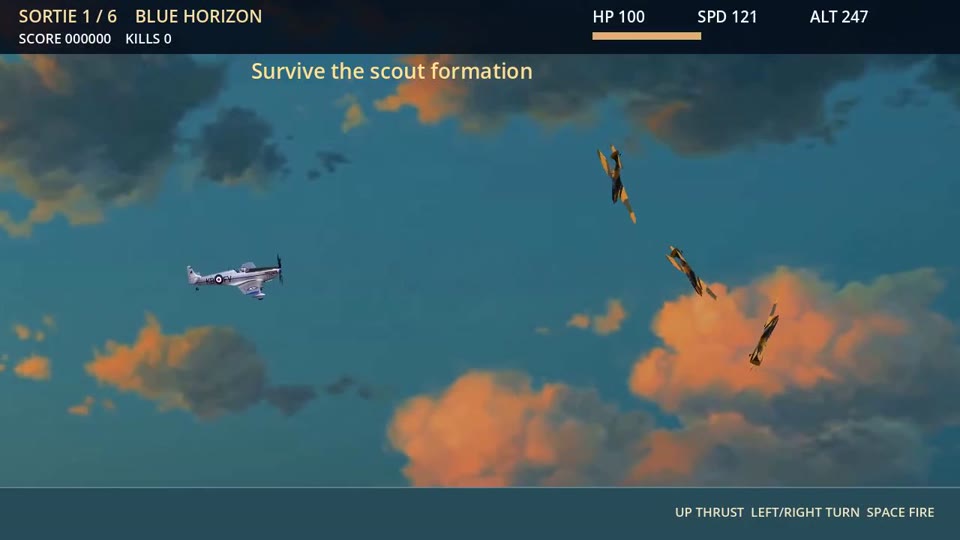 SORTIE 1 / 6 BLUE HORIZON
HP 100 SPD 121 ALT 247
SCORE 000000 KILLS 0
Survive the scout formation
UP THRUST LEFT/RIGHT TURN SPACE FIRE